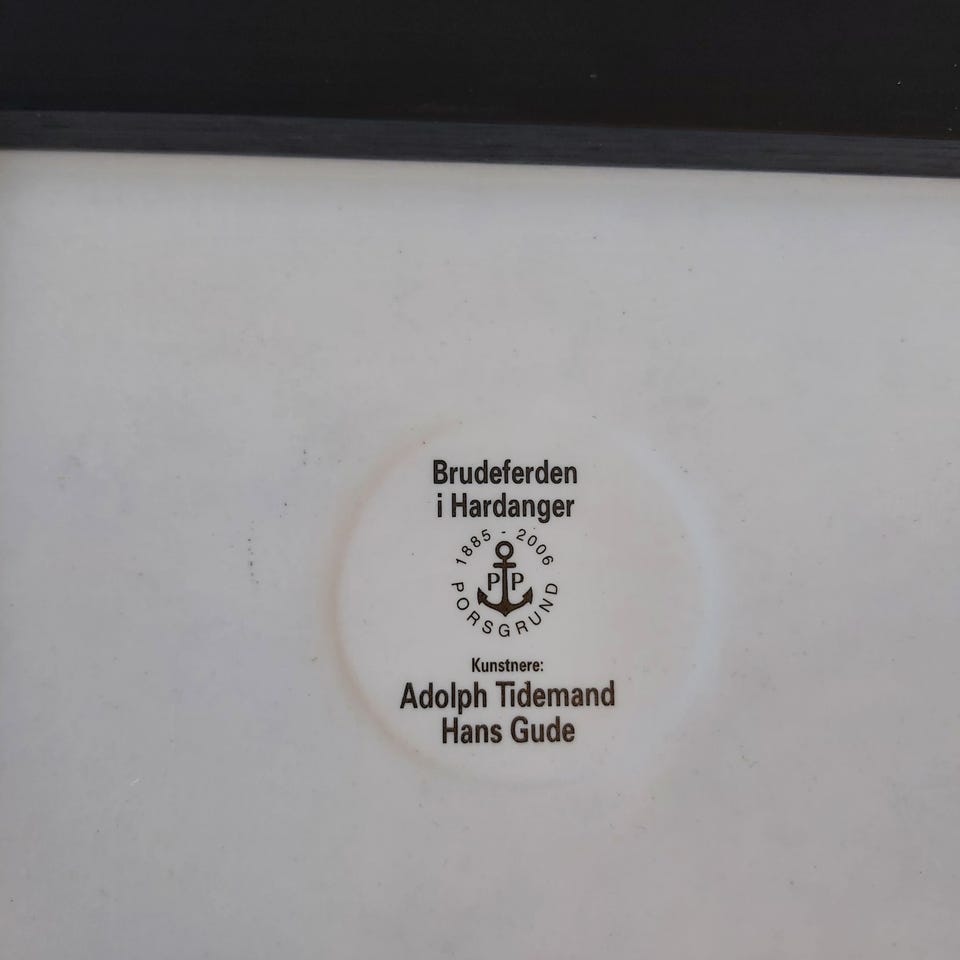 Brudeferden
i Hardanger
1885 - 2006
PP
PORSGRUND
Kunstnere:
Adolph Tidemand
Hans Gude